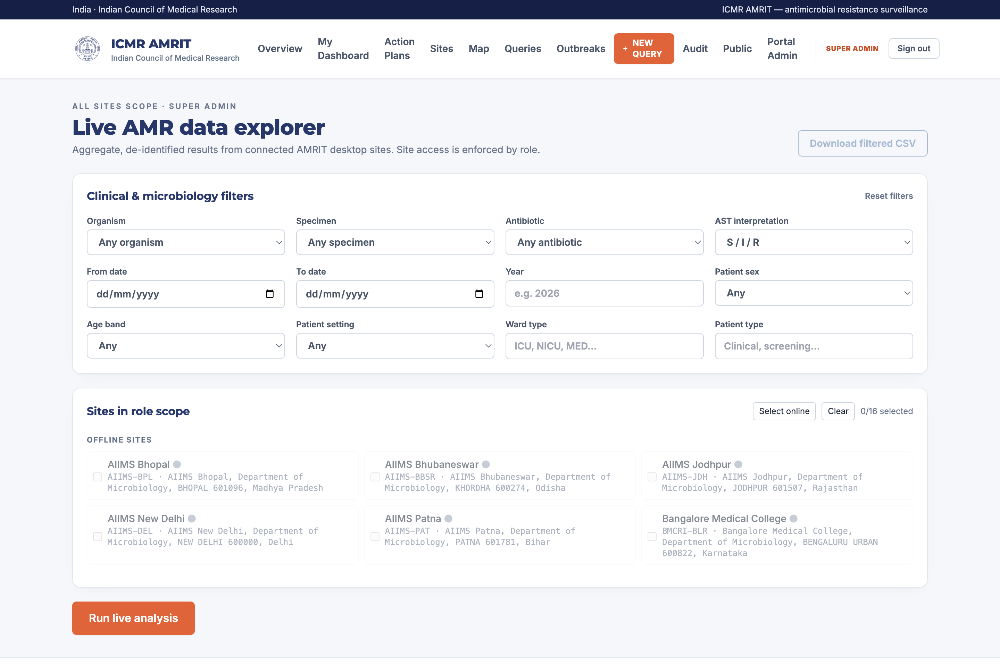 India · Indian Council of Medical Research
ICMR AMRIT — antimicrobial resistance surveillance
ICMR AMRIT
Indian Council of Medical Research
Overview
My Dashboard
Action Plans
Sites
Map
Queries
Outbreaks
+ NEW QUERY
Audit
Public
Portal Admin
SUPER ADMIN
Sign out
ALL SITES SCOPE · SUPER ADMIN
Live AMR data explorer
Aggregate, de-identified results from connected AMRIT desktop sites. Site access is enforced by role.
Download filtered CSV
Clinical & microbiology filters
Reset filters
Organism
Any organism
Specimen
Any specimen
Antibiotic
Any antibiotic
AST interpretation
S / I / R
From date
dd/mm/yyyy
To date
dd/mm/yyyy
Year
e.g. 2026
Patient sex
Any
Age band
Any
Patient setting
Any
Ward type
ICU, NICU, MED...
Patient type
Clinical, screening...
Sites in role scope
Select online
Clear
0/16 selected
OFFLINE SITES
AIIMS Bhopal
AIIMS-BPL · AIIMS Bhopal, Department of
Microbiology, BHOPAL 601096, Madhya Pradesh
AIIMS Bhubaneswar
AIIMS-BBSR · AIIMS Bhubaneswar, Department of
Microbiology, KHORDHA 600274, Odisha
AIIMS Jodhpur
AIIMS-JDH · AIIMS Jodhpur, Department of
Microbiology, JODHPUR 601507, Rajasthan
AIIMS New Delhi
AIIMS-DEL · AIIMS New Delhi, Department of
Microbiology, NEW DELHI 600000, Delhi
AIIMS Patna
AIIMS-PAT · AIIMS Patna, Department of
Microbiology, PATNA 601781, Bihar
Bangalore Medical College
BMCRI-BLR · Bangalore Medical College,
Department of Microbiology, BENGALURU URBAN
600822, Karnataka
Run live analysis